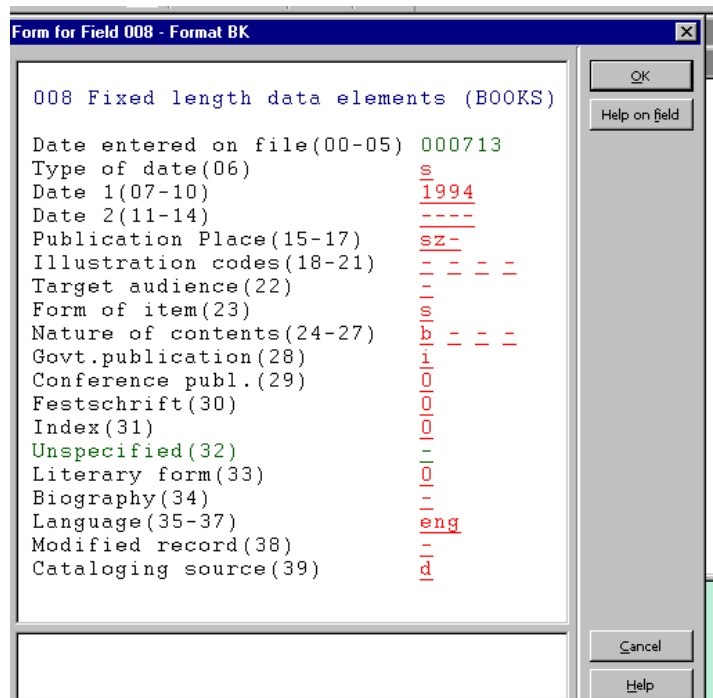 Form for Field 008 - Format BK
008 Fixed length data elements (BOOKS)
Date entered on file(00-05) 000713
Type of date(06) s
Date 1(07-10) 1994
Date 2(11-14) ----
Publication Place(15-17) sz-
Illustration codes(18-21) - - - -
Target audience(22) -
Form of item(23) s
Nature of contents(24-27) b - - -
Govt.publication(28) i
Conference publ.(29) 0
Festschrift(30) 0
Index(31) 0
Unspecified(32) -
Literary form(33) 0
Biography(34) -
Language(35-37) eng
Modified record(38) -
Cataloging source(39) d
OK
Help on field
Cancel
Help